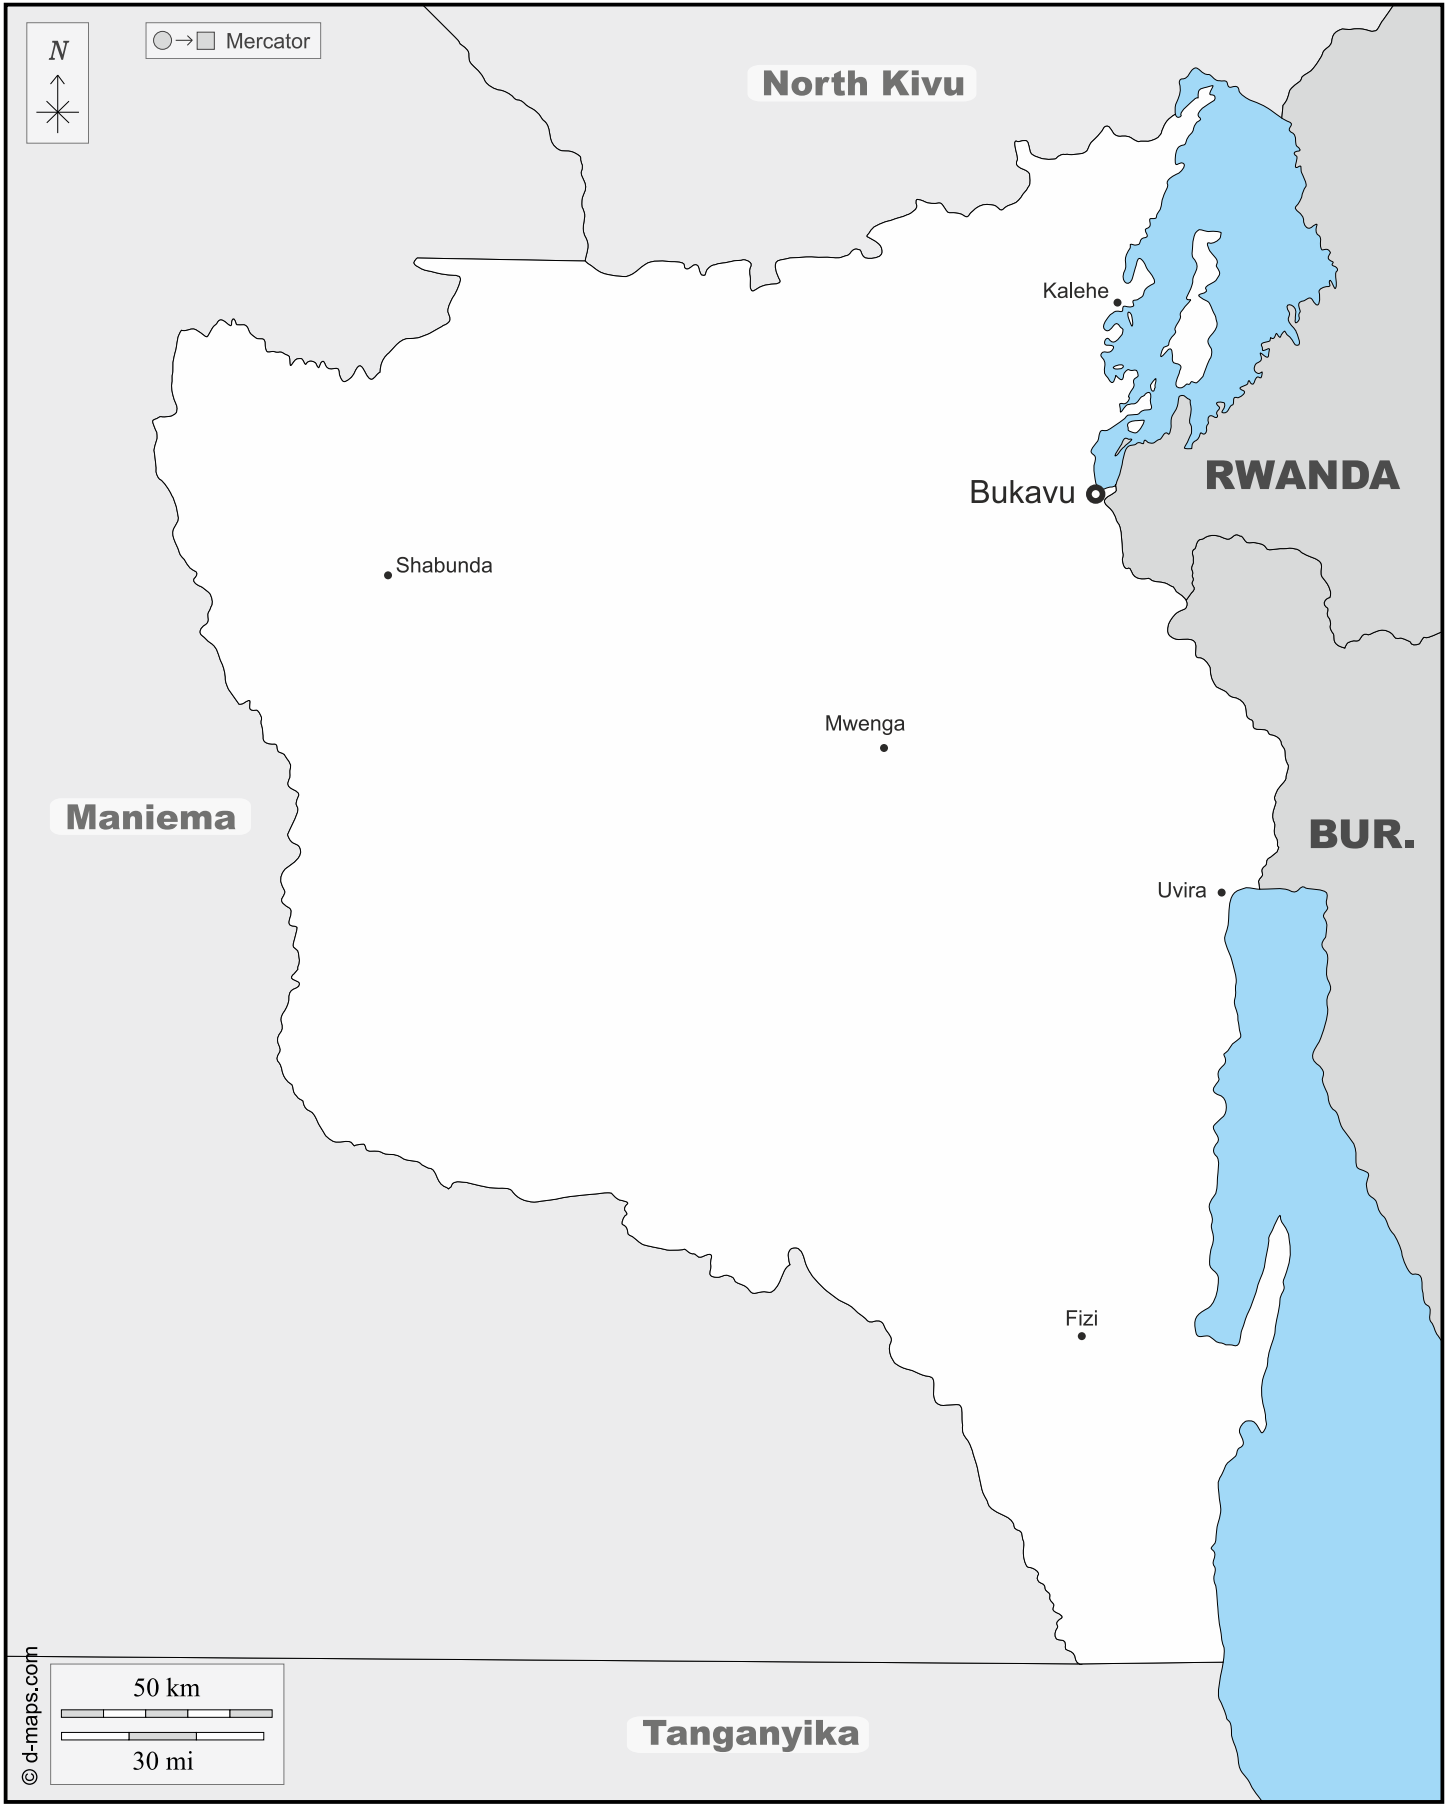 N
Mercator
North Kivu
Kalehe
RWANDA
Bukavu
Shabunda
Mwenga
Maniema
BUR.
Uvira
Fizi
50 km
30 mi
Tanganyika
© d-maps.com